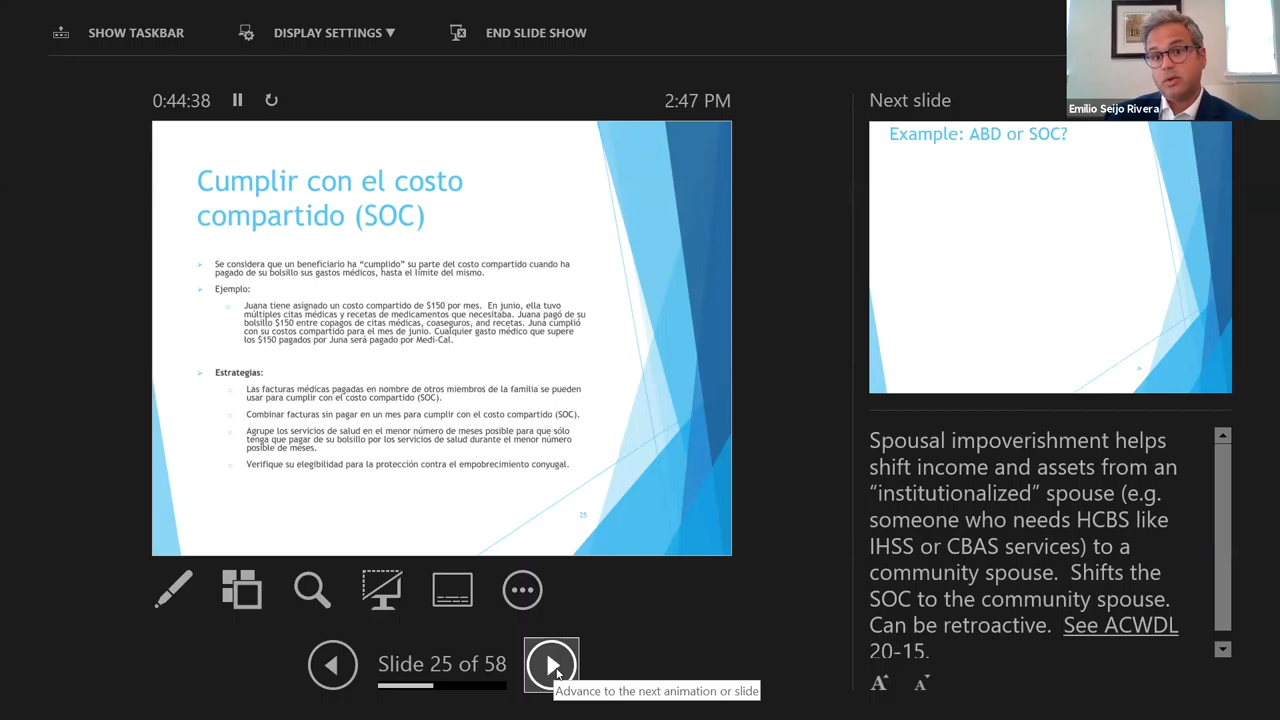 SHOW TASKBAR
DISPLAY SETTINGS ▼
END SLIDE SHOW
Emilio Seijo Rivera
0:44:38
2:47 PM
Cumplir con el costo
compartido (SOC)
Se considera que un beneficiario ha “cumplido” su parte del costo compartido cuando ha
pagado de su bolsillo sus gastos médicos, hasta el límite del mismo.
Ejemplo:
Juana tiene asignado un costo compartido de $150 por mes. En junio, ella tuvo
múltiples citas médicas y recetas de medicamentos que necesitaba. Juana pagó de su
bolsillo $150 entre copagos de citas médicas, coaseguros, and recetas. Juna cumplió
con su costos compartido para el mes de junio. Cualquier gasto médico que supere
los $150 pagados por Juna será pagado por Medi-Cal.
Estrategias:
Las facturas médicas pagadas en nombre de otros miembros de la familia se pueden
usar para cumplir con el costo compartido (SOC).
Combinar facturas sin pagar en un mes para cumplir con el costo compartido (SOC).
Agrupe los servicios de salud en el menor número de meses posible para que sólo
tenga que pagar de su bolsillo por los servicios de salud durante el menor número
posible de meses.
Verifique su elegibilidad para la protección contra el empobrecimiento conyugal.
25
Slide 25 of 58
Advance to the next animation or slide
Next slide
Example: ABD or SOC?
26
Spousal impoverishment helps
shift income and assets from an
“institutionalized” spouse (e.g.
someone who needs HCBS like
IHSS or CBAS services) to a
community spouse. Shifts the
SOC to the community spouse.
Can be retroactive. See ACWDL
20-15.
A A